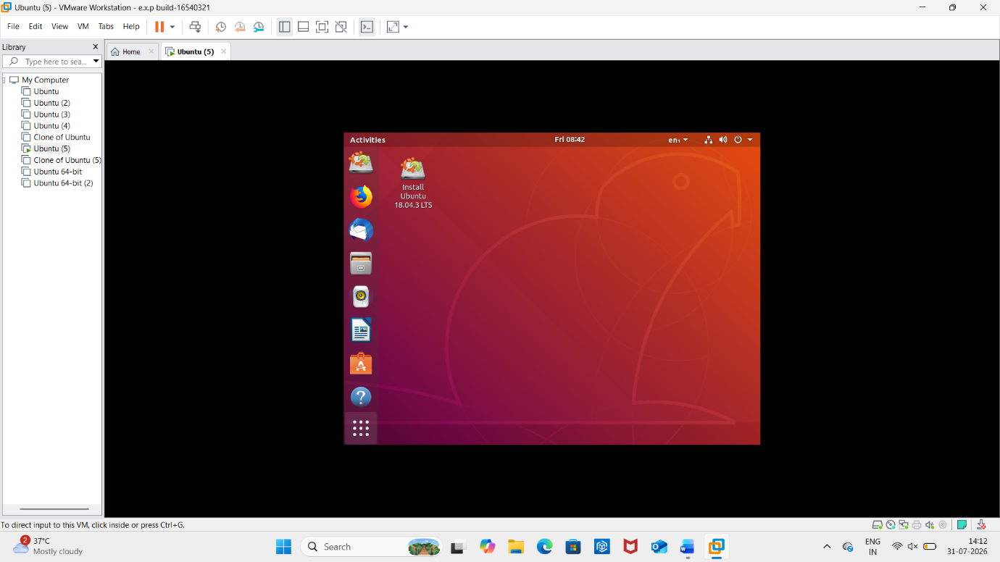 Ubuntu (5) - VMware Workstation - e.x.p build-16540321
File Edit View VM Tabs Help
Library
Type here to sea...
Home
Ubuntu (5)
My Computer
Ubuntu
Ubuntu (2)
Ubuntu (3)
Ubuntu (4)
Clone of Ubuntu
Ubuntu (5)
Clone of Ubuntu (5)
Ubuntu 64-bit
Ubuntu 64-bit (2)
Activities
Fri 08:42
en₁
Install
Ubuntu
18.04.3 LTS
To direct input to this VM, click inside or press Ctrl+G.
2
37°C
Mostly cloudy
Search
ENG
IN
14:12
31-07-2026